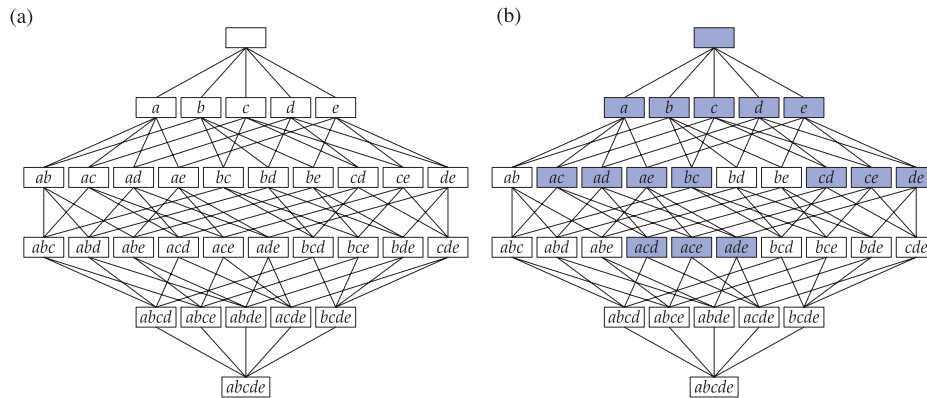 (a) (b)
a b c d e a b c d e
ab ac ad ae bc bd be cd ce de ab ac ad ae bc bd be cd ce de
abc abd abe acd ace ade bcd bce bde cde abc abd abe acd ace ade bcd bce bde cde
abcd abce abde acde bcde abcd abce abde acde bcde
abcde abcde